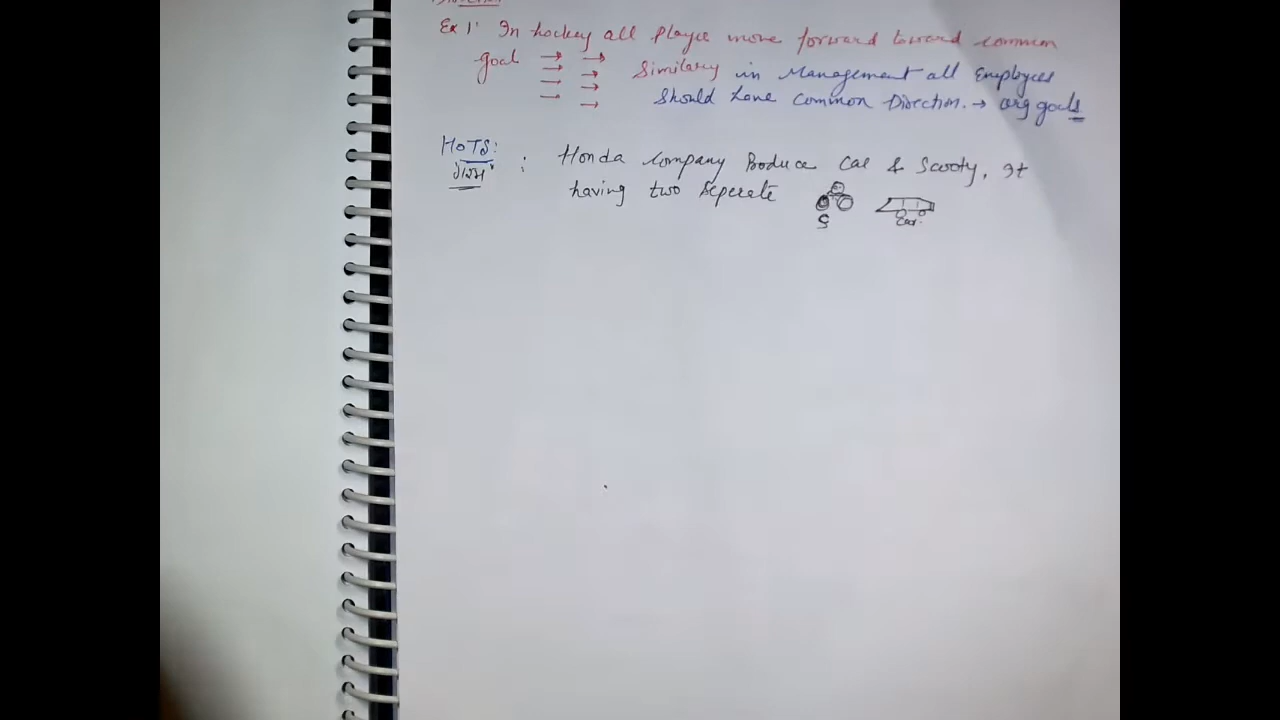 Ex 1: In hockey all Player move forward toward common
goal → → Similary in Management all Employees
Should have common Direction. → org goals
HOTS: : Honda company Produce Car & Scooty, It
having two Seperate
S Car